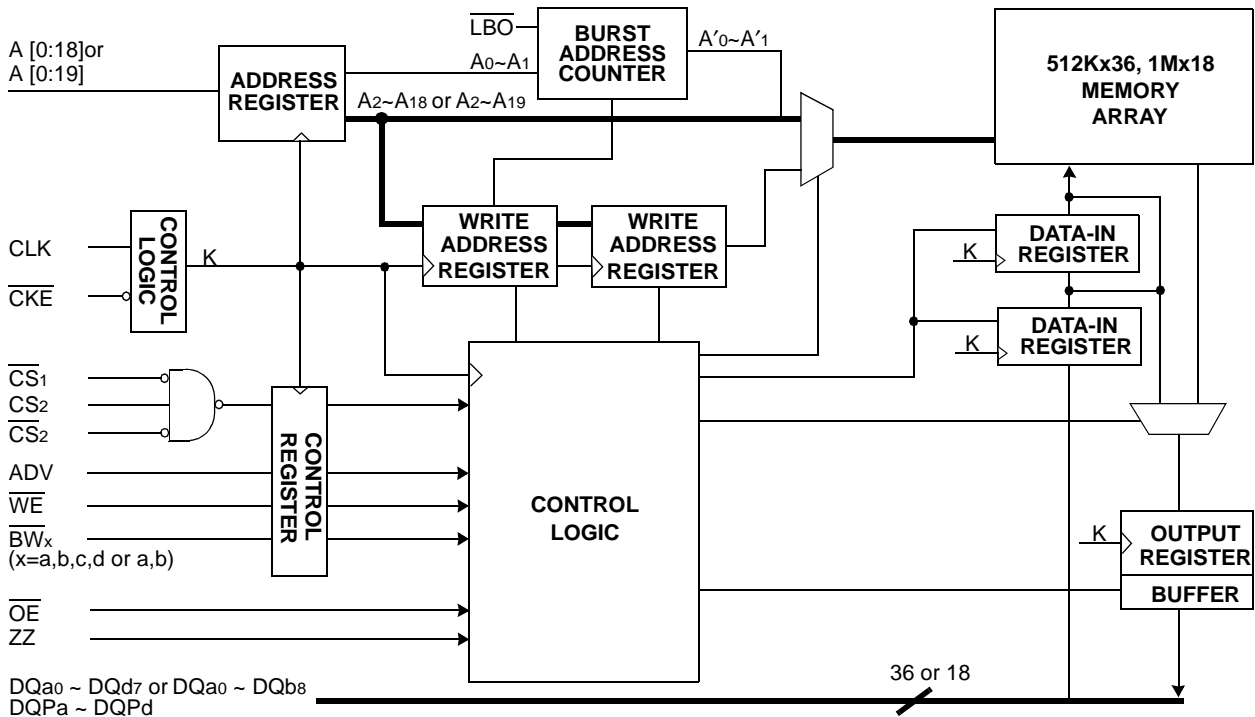 A [0:18]or
A [0:19]
ADDRESS
REGISTER
LBO
A0~A1
BURST
ADDRESS
COUNTER
A′0~A′1
A2~A18 or A2~A19
512Kx36, 1Mx18
MEMORY
ARRAY
CLK
CKE
CONTROL
LOGIC
K
WRITE
ADDRESS
REGISTER
WRITE
ADDRESS
REGISTER
K
DATA-IN
REGISTER
K
DATA-IN
REGISTER
CS1
CS2
CS2
ADV
WE
BWx
(x=a,b,c,d or a,b)
CONTROL
REGISTER
CONTROL
LOGIC
K
OUTPUT
REGISTER
BUFFER
OE
ZZ
DQa0 ~ DQd7 or DQa0 ~ DQb8
DQPa ~ DQPd
36 or 18